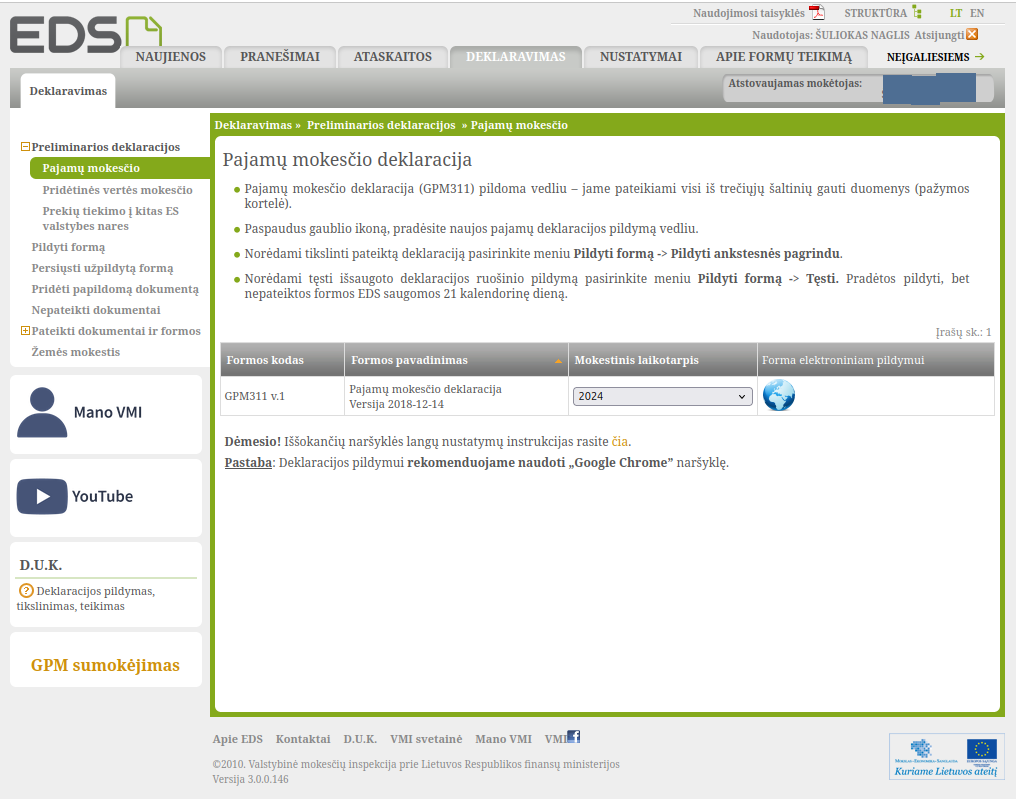 EDS
Naudojimosi taisyklės STRUKTŪRA LT EN
Naudotojas: ŠULIOKAS NAGLIS Atsijungti
NAUJIENOS PRANEŠIMAI ATASKAITOS DEKLARAVIMAS NUSTATYMAI APIE FORMŲ TEIKIMĄ NEĮGALIESIEMS
Deklaravimas
Atstovaujamas mokėtojas:
Preliminarios deklaracijos
Pajamų mokesčio
Pridėtinės vertės mokesčio
Prekių tiekimo į kitas ES
valstybes nares
Pildyti formą
Persiųsti užpildytą formą
Pridėti papildomą dokumentą
Nepateikti dokumentai
Pateikti dokumentai ir formos
Žemės mokestis
Mano VMI
YouTube
D.U.K.
Deklaracijos pildymas,
tikslinimas, teikimas
GPM sumokėjimas
Deklaravimas » Preliminarios deklaracijos » Pajamų mokesčio
Pajamų mokesčio deklaracija
Pajamų mokesčio deklaracija (GPM311) pildoma vedliu – jame pateikiami visi iš trečiųjų šaltinių gauti duomenys (pažymos
kortelė).
Paspaudus gaublio ikoną, pradėsite naujos pajamų deklaracijos pildymą vedliu.
Norėdami tikslinti pateiktą deklaraciją pasirinkite meniu Pildyti formą -> Pildyti ankstesnės pagrindu.
Norėdami tęsti išsaugoto deklaracijos ruošinio pildymą pasirinkite meniu Pildyti formą -> Tęsti. Pradėtos pildyti, bet
nepateiktos formos EDS saugomos 21 kalendorinę dieną.
Įrašų sk.: 1
Formos kodas Formos pavadinimas Mokestinis laikotarpis Forma elektroniniam pildymui
GPM311 v.1 Pajamų mokesčio deklaracija
Versija 2018-12-14 2024
Dėmesio! Iššokančių naršyklės langų nustatymų instrukcijas rasite čia.
Pastaba: Deklaracijos pildymui rekomenduojame naudoti „Google Chrome” naršyklę.
Apie EDS Kontaktai D.U.K. VMI svetainė Mano VMI VMI
©2010. Valstybinė mokesčių inspekcija prie Lietuvos Respublikos finansų ministerijos
Versija 3.0.0.146
Kuriame Lietuvos ateitį